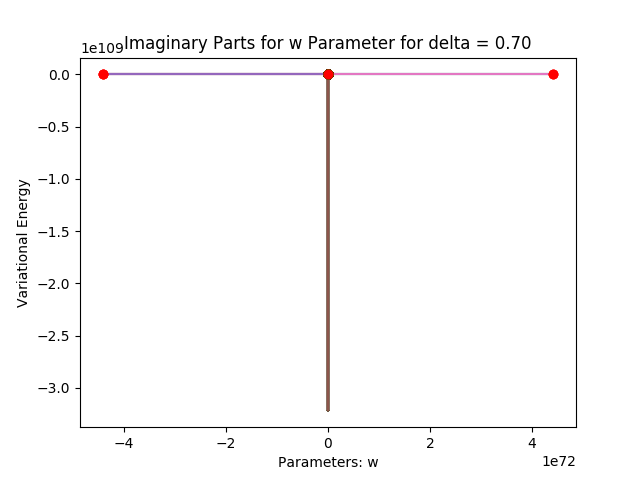 Imaginary Parts for w Parameter for delta = 0.70
1e109
0.0
−0.5
−1.0
−1.5
−2.0
−2.5
−3.0
Variational Energy
−4
−2
0
2
4
1e72
Parameters: w